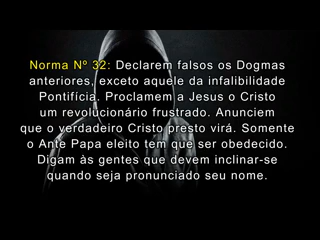 Norma Nº 32: Declarem falsos os Dogmas
anteriores, exceto aquele da infalibilidade
Pontifícia. Proclamem a Jesus o Cristo
um revolucionário frustrado. Anunciem
que o verdadeiro Cristo presto virá. Somente
o Ante Papa eleito tem que ser obedecido.
Digam às gentes que devem inclinar-se
quando seja pronunciado seu nome.